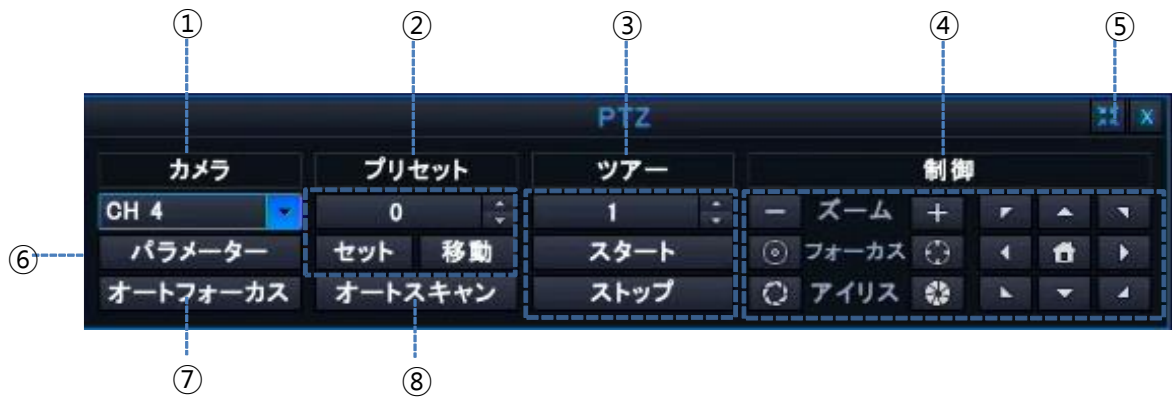 ① ② ③ ④ ⑤
PTZ X
カメラ プリセット ツアー 制御
CH 4 0 1 − ズーム +
⑥ パラメーター セット 移動 スタート フォーカス
オートフォーカス オートスキャン ストップ アイリス
⑦ ⑧